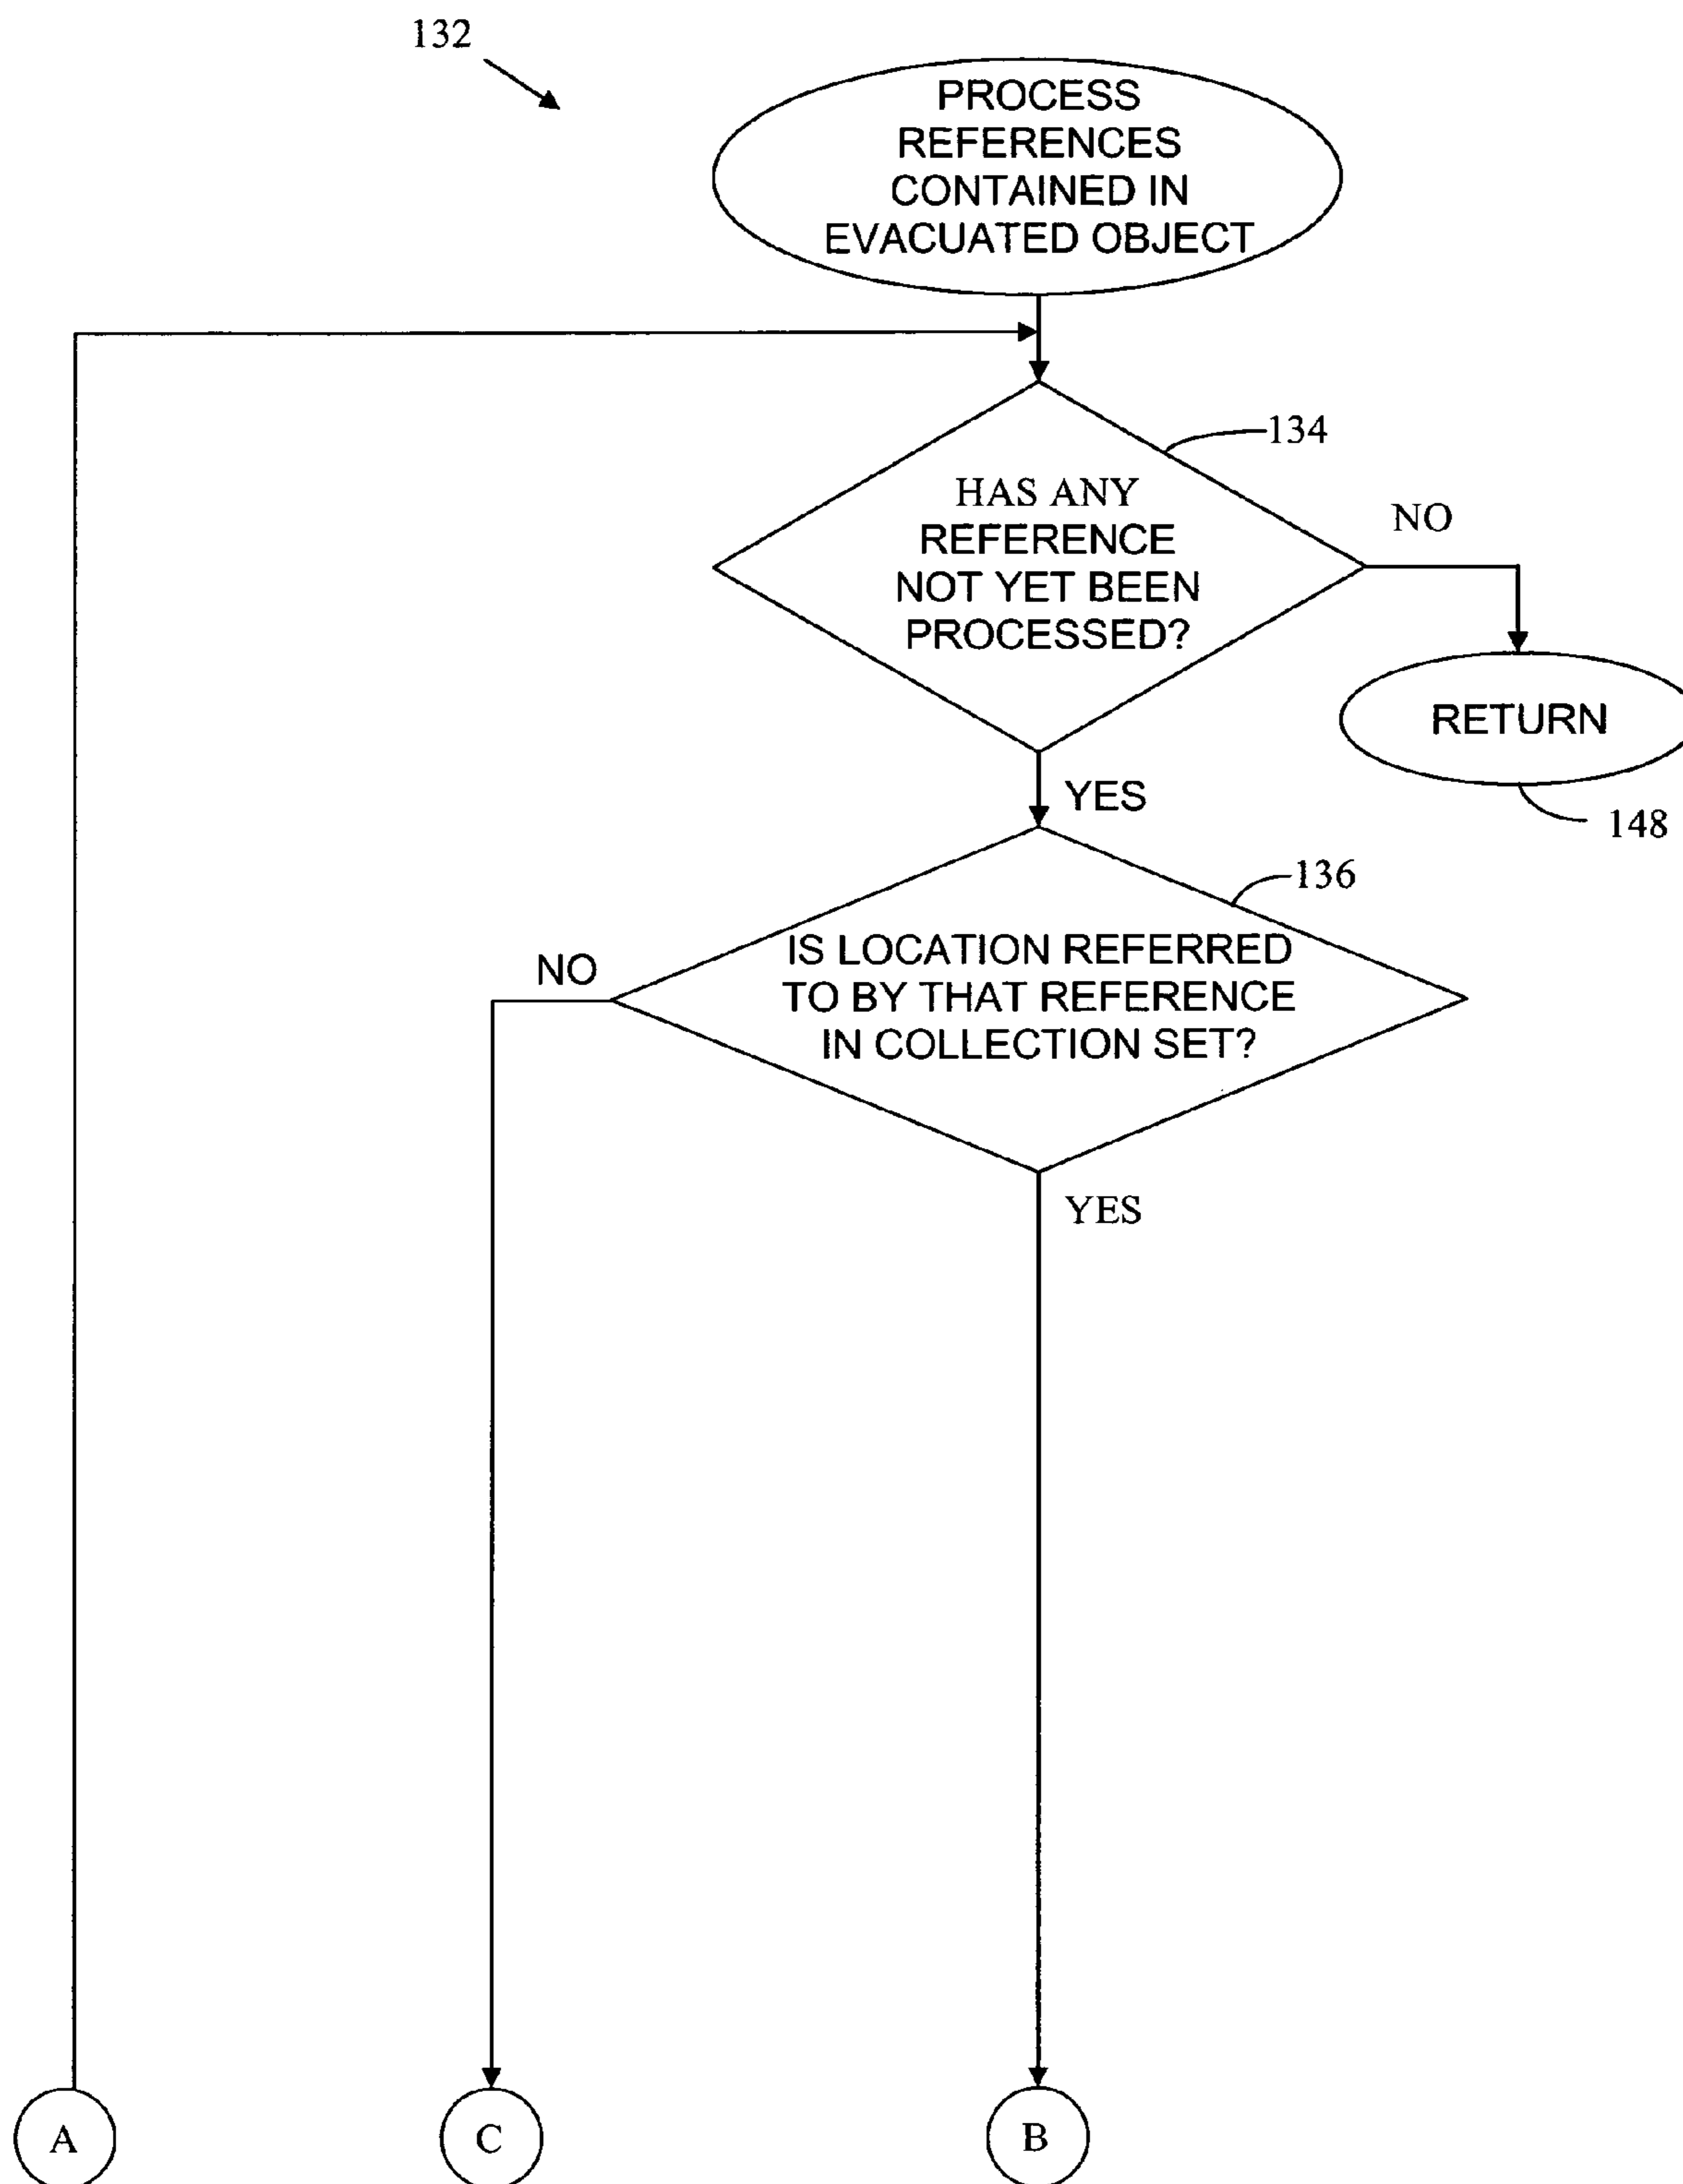 132
PROCESS
REFERENCES
CONTAINED IN
EVACUATED OBJECT
134
HAS ANY
REFERENCE
NOT YET BEEN
PROCESSED?
NO
RETURN
148
YES
136
IS LOCATION REFERRED
TO BY THAT REFERENCE
IN COLLECTION SET?
NO
YES
A
C
B